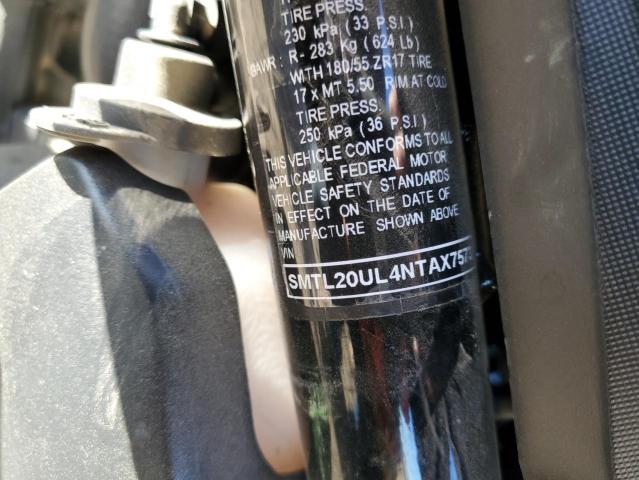 TIRE PRESS.
230 kPa (33 P.S.I.)
GAWR: R- 283 Kg (624 Lb)
WITH 180/55 ZR17 TIRE
17 x MT 5.50 RIM AT COLD
TIRE PRESS.
250 kPa (36 P.S.I.)
THIS VEHICLE CONFORMS TO ALL
APPLICABLE FEDERAL MOTOR
VEHICLE SAFETY STANDARDS
IN EFFECT ON THE DATE OF
MANUFACTURE SHOWN ABOVE
VIN
SMTL20UL4NTAX757